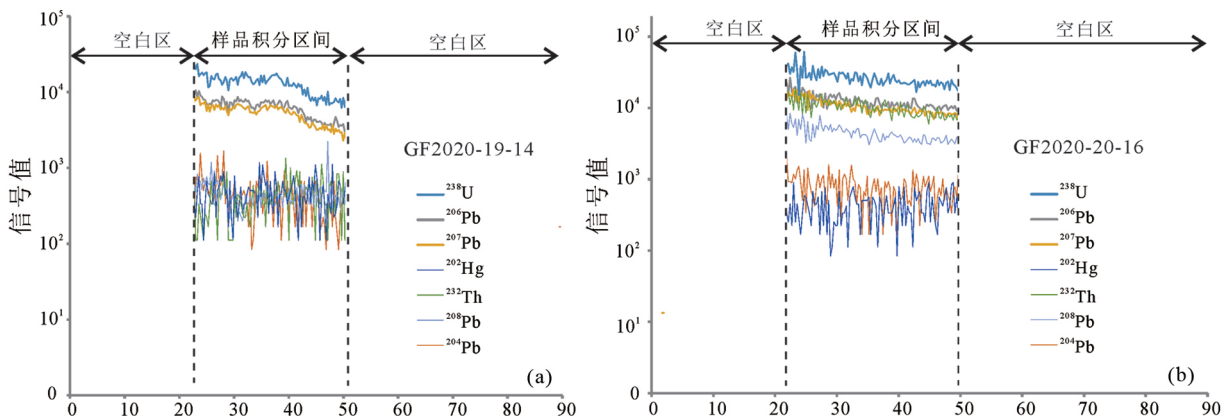 10⁵
10⁴
10³
10²
10¹
0
信号值
空白区
样品积分区间
空白区
GF2020-19-14
²³⁸U
²⁰⁶Pb
²⁰⁷Pb
²⁰²Hg
²³²Th
²⁰⁸Pb
²⁰⁴Pb
(a)
0 10 20 30 40 50 60 70 80 90
10⁵
10⁴
10³
10²
10¹
0
信号值
空白区
样品积分区间
空白区
GF2020-20-16
²³⁸U
²⁰⁶Pb
²⁰⁷Pb
²⁰²Hg
²³²Th
²⁰⁸Pb
²⁰⁴Pb
(b)
0 10 20 30 40 50 60 70 80 90